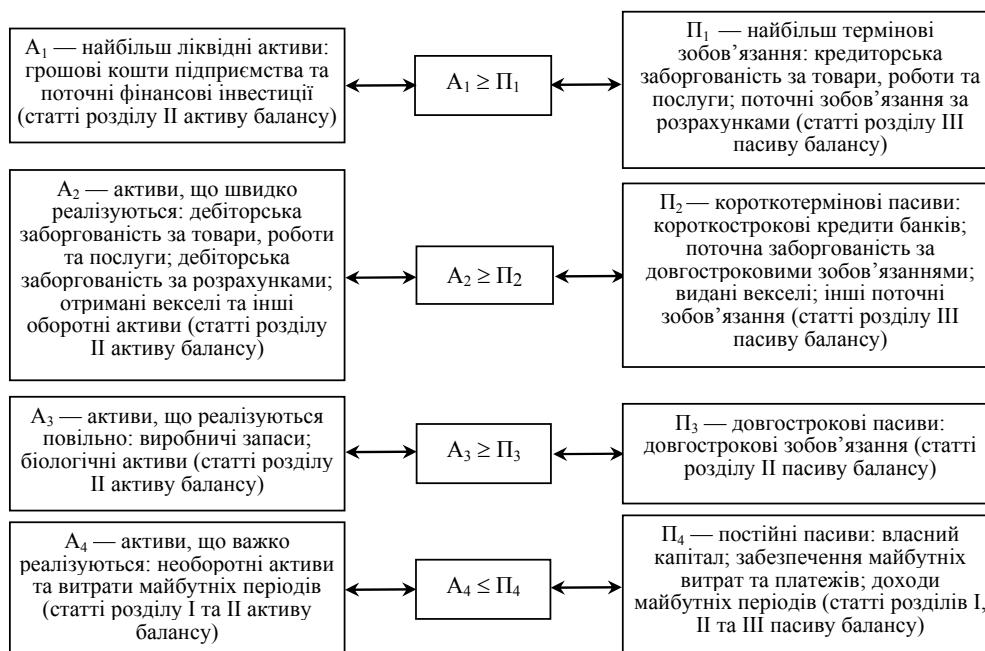 А1 — найбільш ліквідні активи:
грошові кошти підприємства та
поточні фінансові інвестиції
(статті розділу II активу балансу)
А1 ≥ П1
П1 — найбільш термінові
зобов’язання: кредиторська
заборгованість за товари, роботи та
послуги; поточні зобов’язання за
розрахунками (статті розділу III
пасиву балансу)
А2 — активи, що швидко
реалізуються: дебіторська
заборгованість за товари, роботи
та послуги; дебіторська
заборгованість за розрахунками;
отримані векселі та інші
оборотні активи (статті розділу
II активу балансу)
А2 ≥ П2
П2 — короткотермінові пасиви:
короткострокові кредити банків;
поточна заборгованість за
довгостроковими зобов’язаннями;
видані векселі; інші поточні
зобов’язання (статті розділу III
пасиву балансу)
А3 — активи, що реалізуються
повільно: виробничі запаси;
біологічні активи (статті розділу
II активу балансу)
А3 ≥ П3
П3 — довгострокові пасиви:
довгострокові зобов’язання (статті
розділу II пасиву балансу)
А4 — активи, що важко
реалізуються: необоротні активи
та витрати майбутніх періодів
(статті розділу I та II активу
балансу)
А4 ≤ П4
П4 — постійні пасиви: власний
капітал; забезпечення майбутніх
витрат та платежів; доходи
майбутніх періодів (статті розділів I,
II та III пасиву балансу)